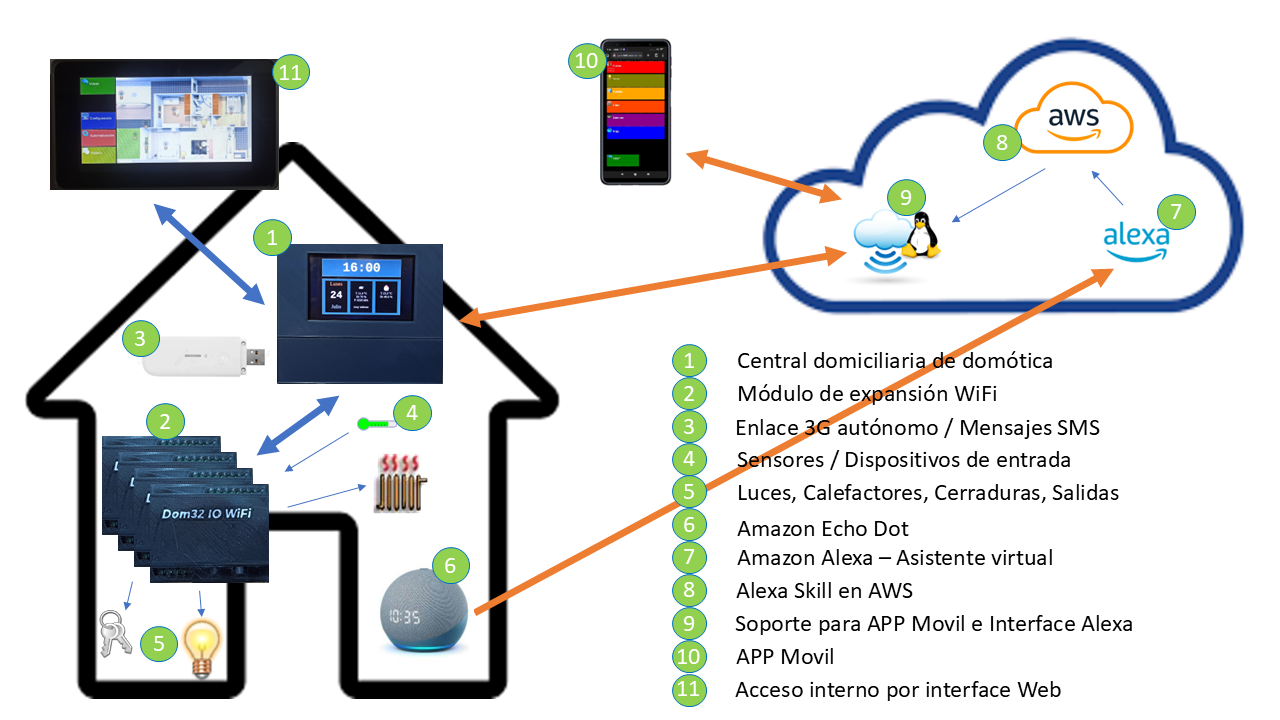 11
10
aws
8
9
7
alexa
1
16:00
Lunes
24
Julio
3
2
4
Dom32 IO WiFi
6
10:35
5
1 Central domiciliaria de domótica
2 Módulo de expansión WiFi
3 Enlace 3G autónomo / Mensajes SMS
4 Sensores / Dispositivos de entrada
5 Luces, Calefactores, Cerraduras, Salidas
6 Amazon Echo Dot
7 Amazon Alexa – Asistente virtual
8 Alexa Skill en AWS
9 Soporte para APP Movil e Interface Alexa
10 APP Movil
11 Acceso interno por interface Web